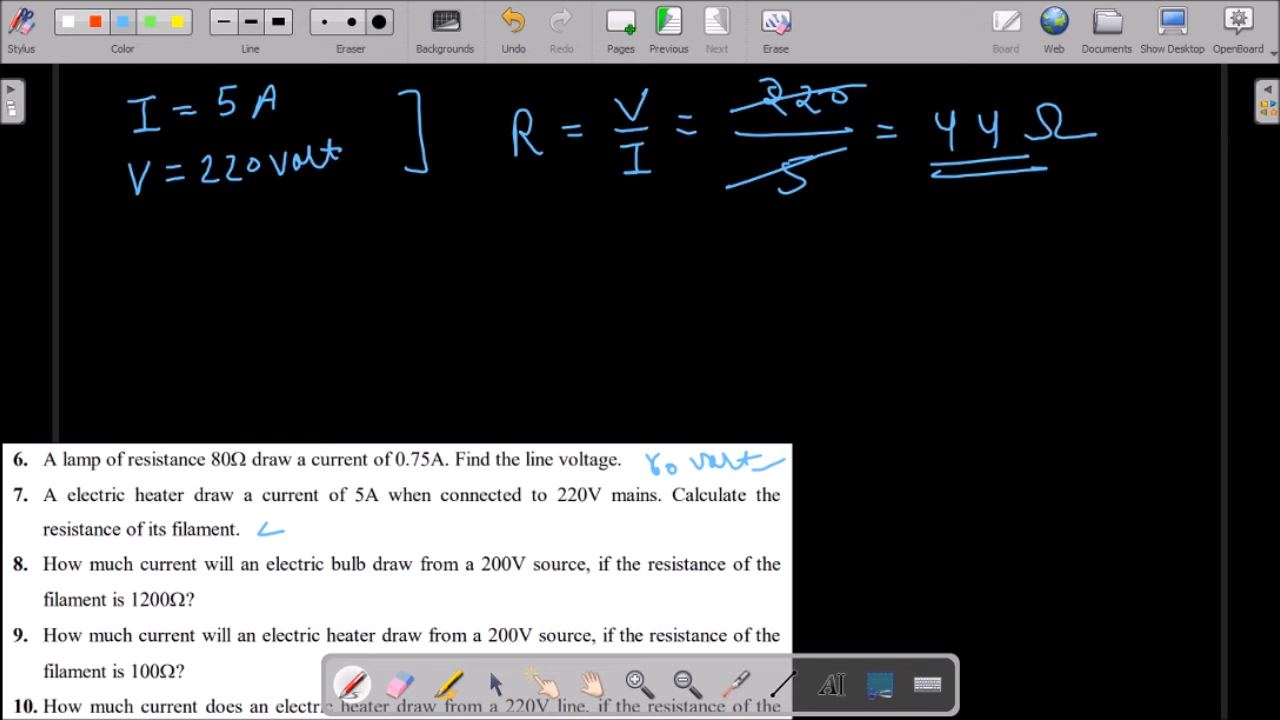 Stylus Color Line Eraser Backgrounds Undo Redo Pages Previous Next Erase Board Web Documents Show Desktop OpenBoard
I = 5 A
V = 220 volt
R = V/I = 220/5 = 44 Ω
6. A lamp of resistance 80Ω draw a current of 0.75A. Find the line voltage. 60 volt
7. A electric heater draw a current of 5A when connected to 220V mains. Calculate the
resistance of its filament.
8. How much current will an electric bulb draw from a 200V source, if the resistance of the
filament is 1200Ω?
9. How much current will an electric heater draw from a 200V source, if the resistance of the
filament is 100Ω?
AI
10. How much current does an electric heater draw from a 220V line, if the resistance of the